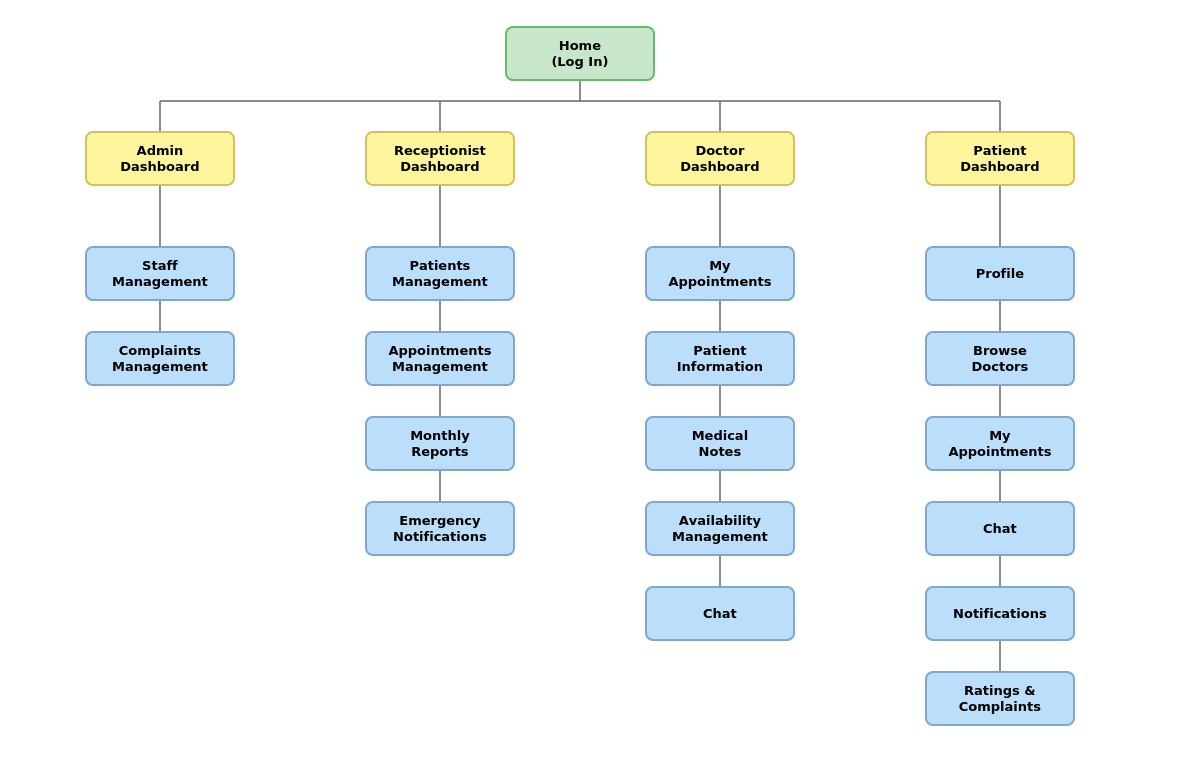 Home
(Log In)
Admin
Dashboard
Receptionist
Dashboard
Doctor
Dashboard
Patient
Dashboard
Staff
Management
Complaints
Management
Patients
Management
Appointments
Management
Monthly
Reports
Emergency
Notifications
My
Appointments
Patient
Information
Medical
Notes
Availability
Management
Chat
Profile
Browse
Doctors
My
Appointments
Chat
Notifications
Ratings &
Complaints